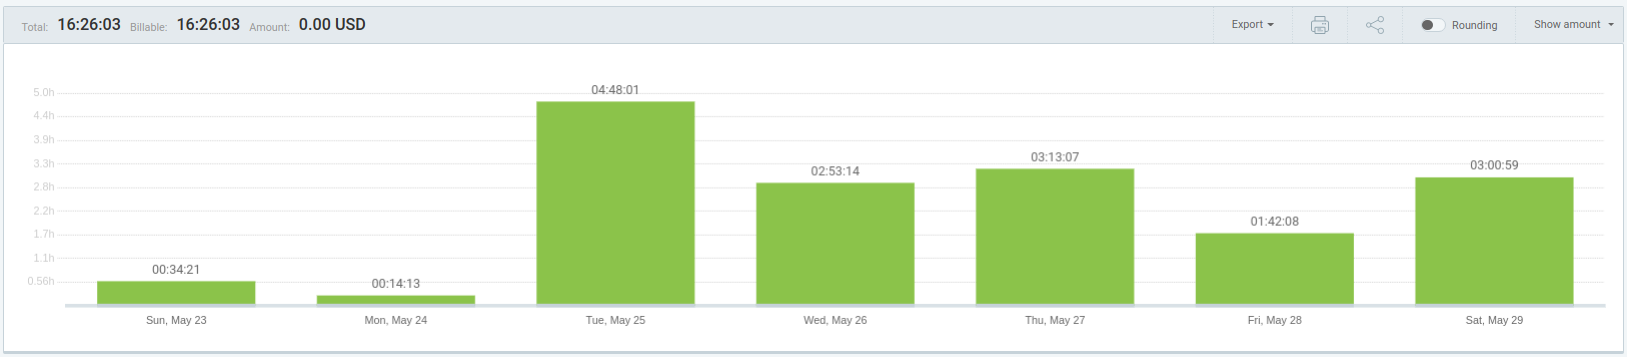 Total: 16:26:03 Billable: 16:26:03 Amount: 0.00 USD Export Rounding Show amount
5.0h
4.4h
3.9h
3.3h
2.8h
2.2h
1.7h
1.1h
0.56h
00:34:21
00:14:13
04:48:01
02:53:14
03:13:07
01:42:08
03:00:59
Sun, May 23 Mon, May 24 Tue, May 25 Wed, May 26 Thu, May 27 Fri, May 28 Sat, May 29